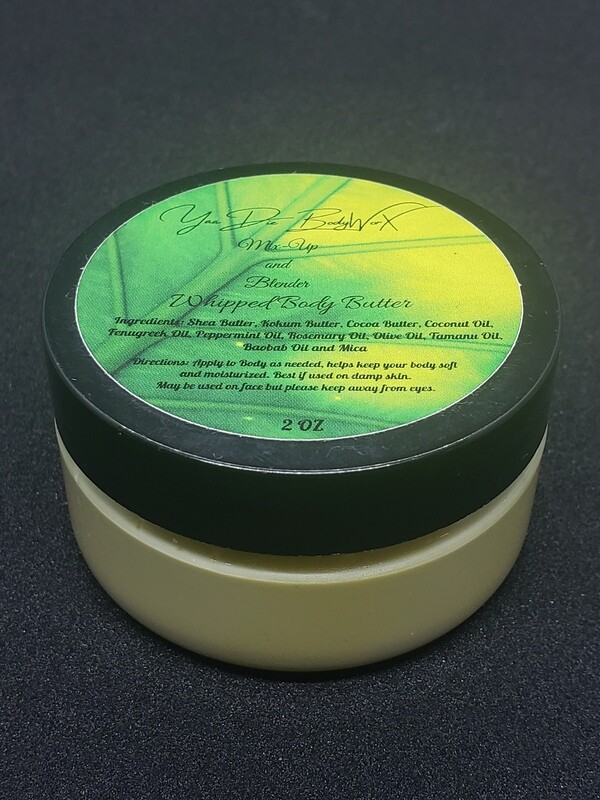 Yaa Die BodyWorX
Mix-Up
and
Blender
Whipped Body Butter
Ingredients: Shea Butter, Kokum Butter, Cocoa Butter, Coconut Oil,
Fenugreek Oil, Peppermint Oil, Rosemary Oil, Olive Oil, Tamanu Oil,
Baobab Oil and Mica
Directions: Apply to Body as needed, helps keep your body soft
and moisturized. Best if used on damp skin.
May be used on face but please keep away from eyes.
2 OZ